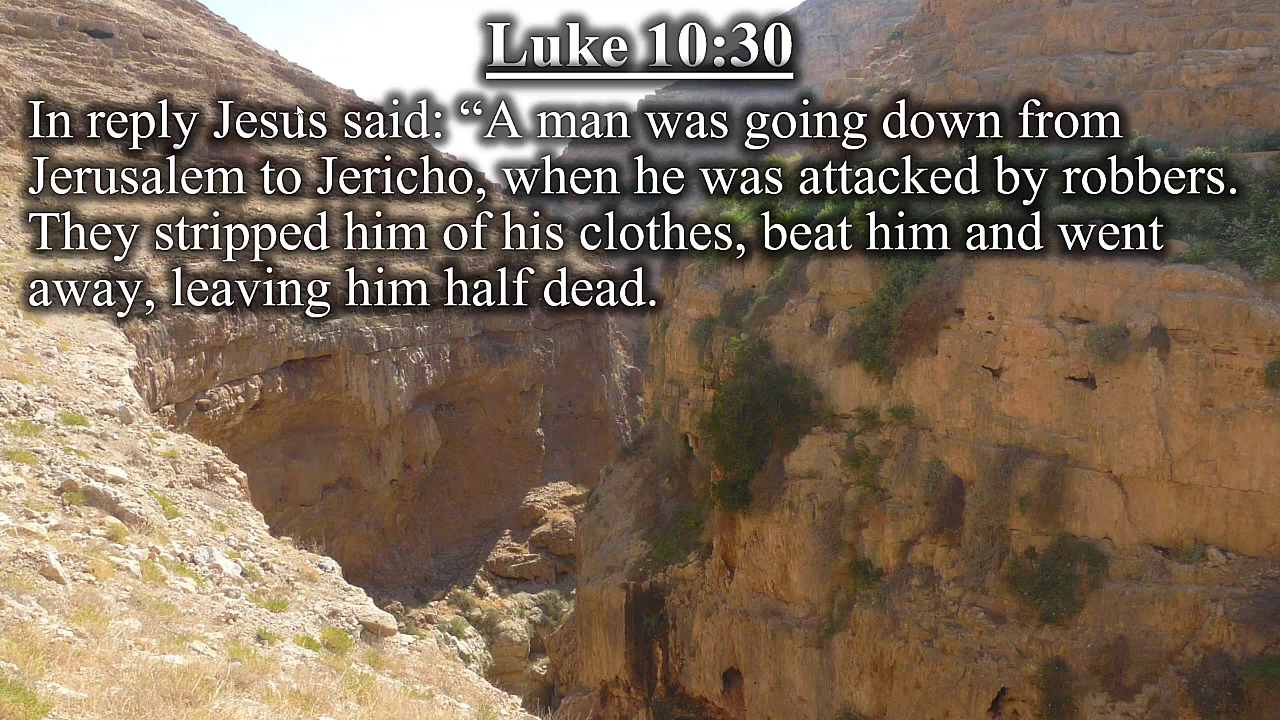 Luke 10:30
In reply Jesus said: “A man was going down from
Jerusalem to Jericho, when he was attacked by robbers.
They stripped him of his clothes, beat him and went
away, leaving him half dead.